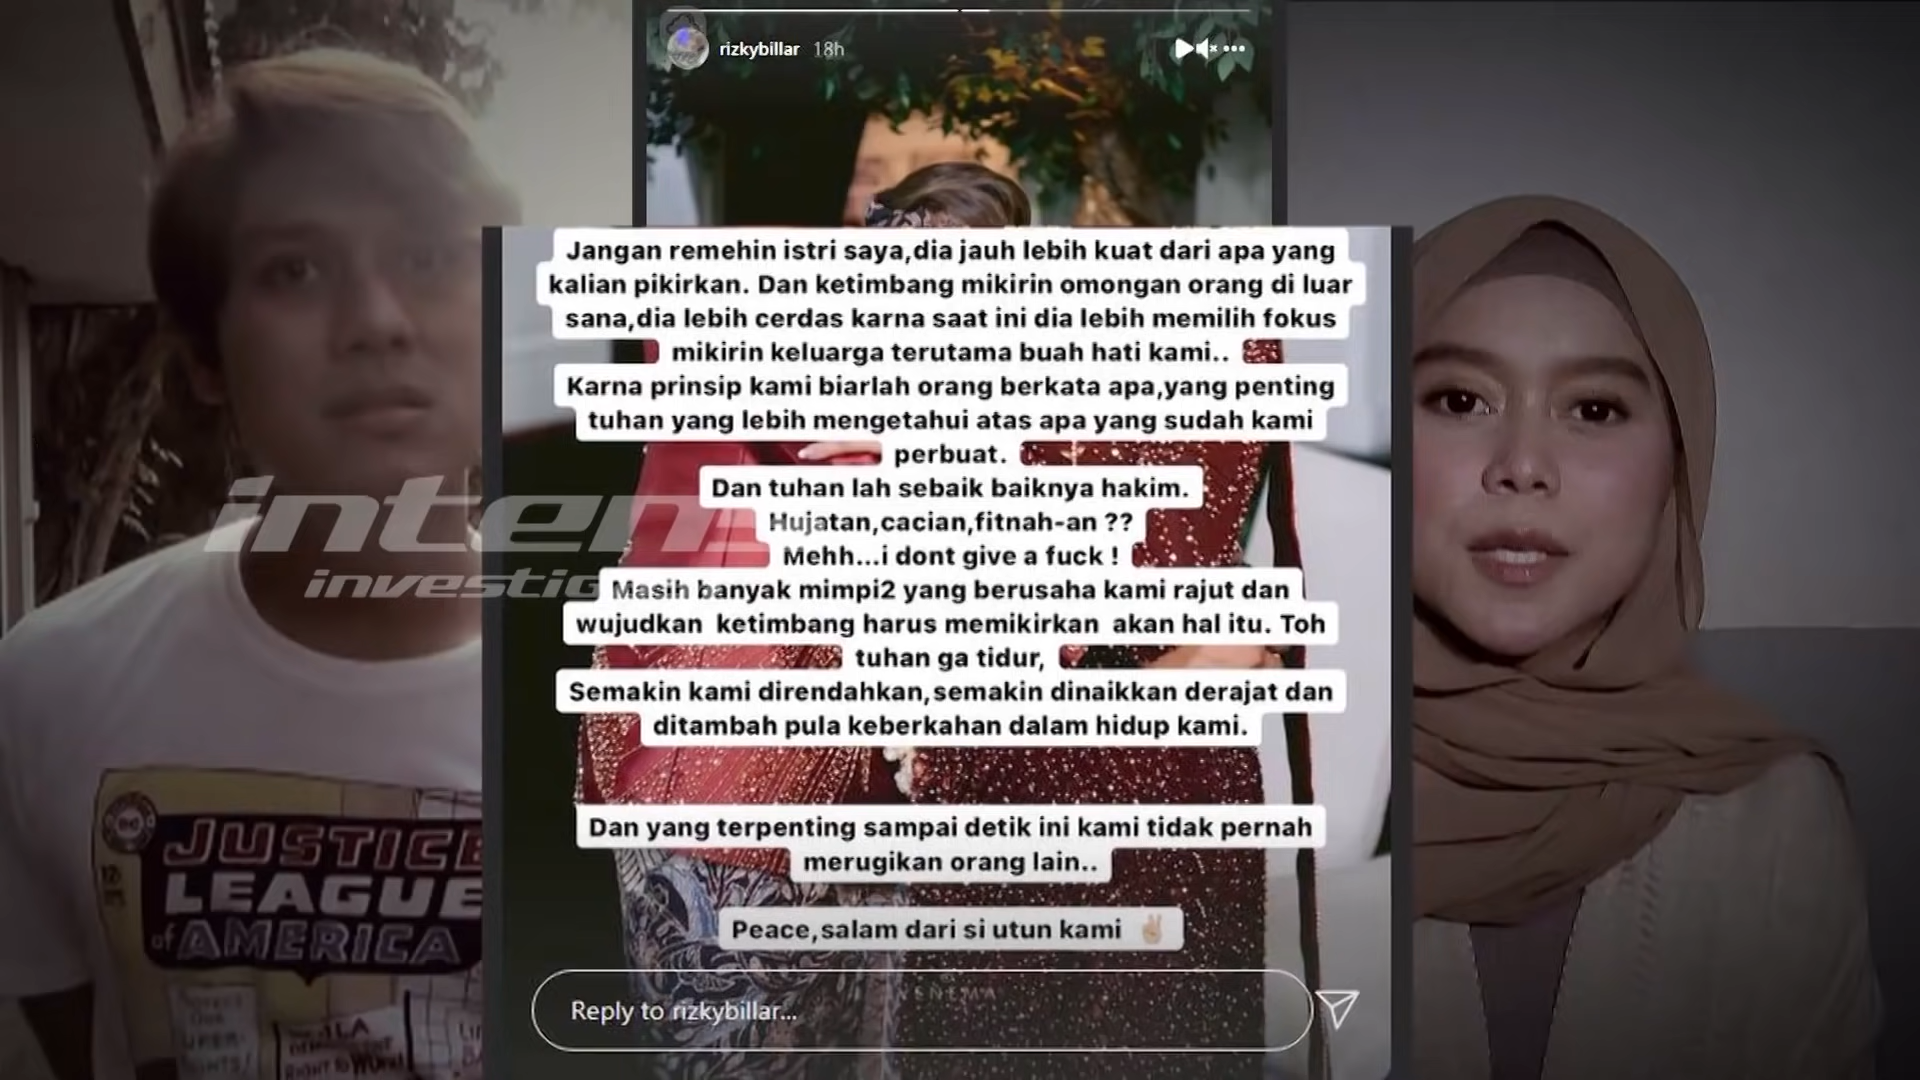 rizkybillar 18h
Jangan remehin istri saya,dia jauh lebih kuat dari apa yang
kalian pikirkan. Dan ketimbang mikirin omongan orang di luar
sana,dia lebih cerdas karna saat ini dia lebih memilih fokus
mikirin keluarga terutama buah hati kami..
Karna prinsip kami biarlah orang berkata apa,yang penting
tuhan yang lebih mengetahui atas apa yang sudah kami
perbuat.
Dan tuhan lah sebaik baiknya hakim.
Hujatan,cacian,fitnah-an ??
Mehh...i dont give a fuck !
Masih banyak mimpi2 yang berusaha kami rajut dan
wujudkan ketimbang harus memikirkan akan hal itu. Toh
tuhan ga tidur,
Semakin kami direndahkan,semakin dinaikkan derajat dan
ditambah pula keberkahan dalam hidup kami.
Dan yang terpenting sampai detik ini kami tidak pernah
merugikan orang lain..
Peace,salam dari si utun kami ✌🏼
Reply to rizkybillar...
intens
investig
JUSTICE
LEAGUE
of AMERICA